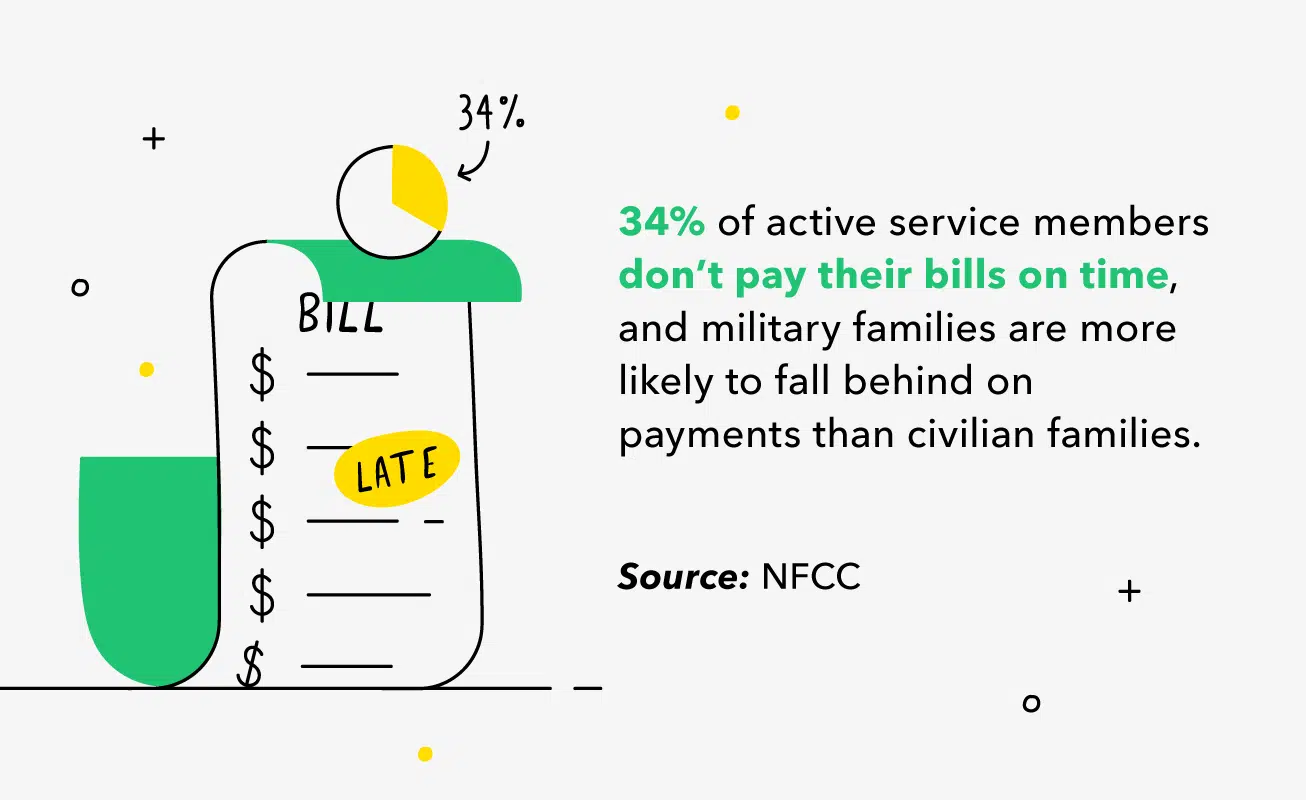 34%
BILL
$
$
LATE
$
$
$
34% of active service members
don’t pay their bills on time,
and military families are more
likely to fall behind on
payments than civilian families.
Source: NFCC